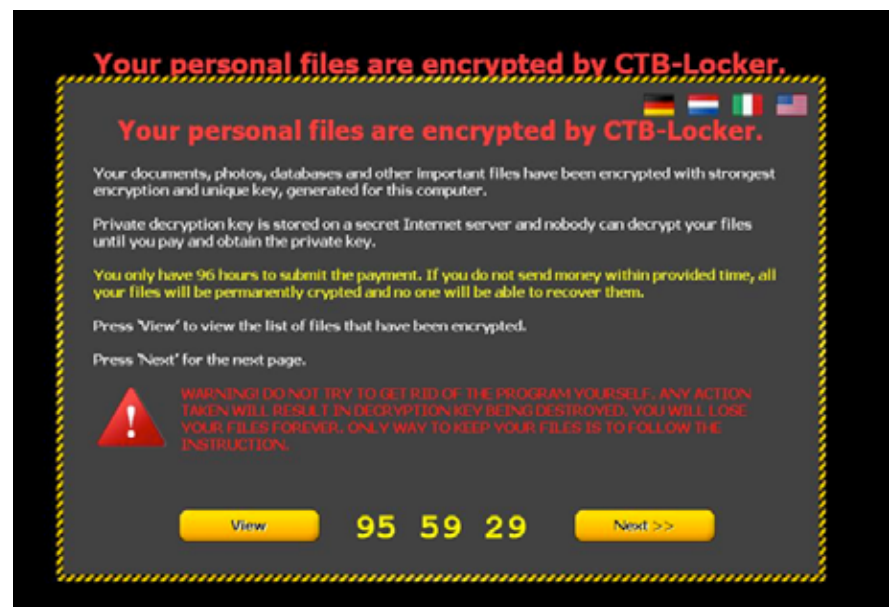 Your personal files are encrypted by CTB-Locker.
Your personal files are encrypted by CTB-Locker.
Your documents, photos, databases and other important files have been encrypted with strongest
encryption and unique key, generated for this computer.
Private decryption key is stored on a secret Internet server and nobody can decrypt your files
until you pay and obtain the private key.
You only have 96 hours to submit the payment. If you do not send money within provided time, all
your files will be permanently crypted and no one will be able to recover them.
Press 'View' to view the list of files that have been encrypted.
Press 'Next' for the next page.
WARNING! DO NOT TRY TO GET RID OF THE PROGRAM YOURSELF. ANY ACTION
TAKEN WILL RESULT IN DECRYPTION KEY BEING DESTROYED. YOU WILL LOSE
YOUR FILES FOREVER. ONLY WAY TO KEEP YOUR FILES IS TO FOLLOW THE
INSTRUCTION.
View 95 59 29 Next >>